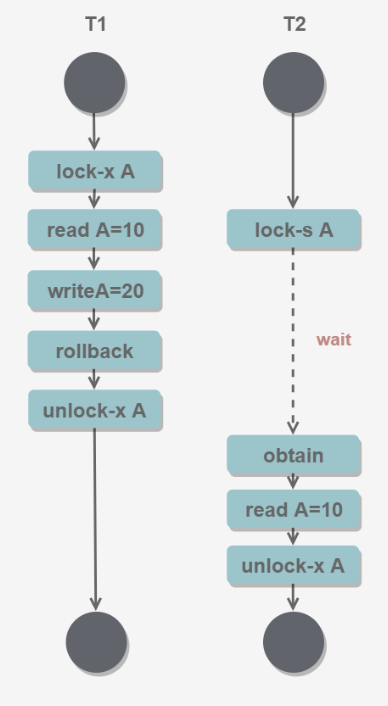 T1
T2
lock-x A
read A=10
lock-s A
writeA=20
rollback
wait
unlock-x A
obtain
read A=10
unlock-x A